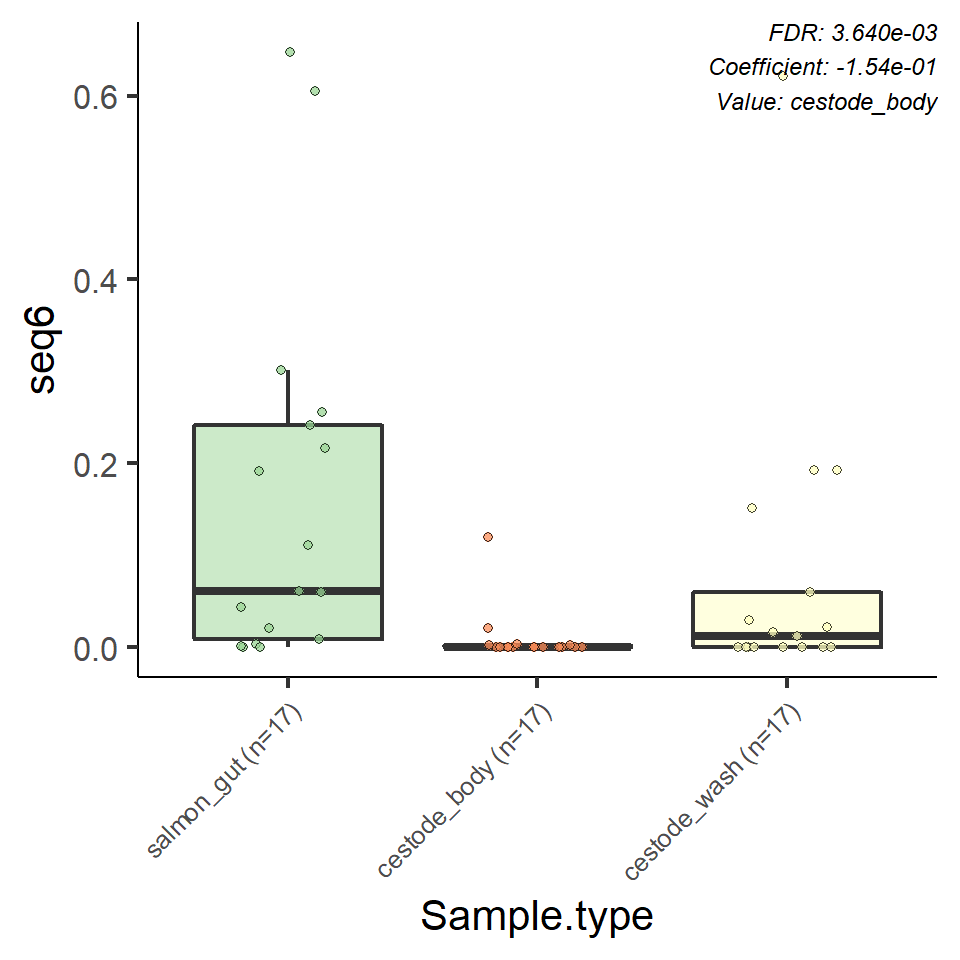 FDR: 3.640e-03
Coefficient: -1.54e-01
Value: cestode_body
seq6
0.6
0.4
0.2
0.0
salmon_gut (n=17)
cestode_body (n=17)
cestode_wash (n=17)
Sample.type